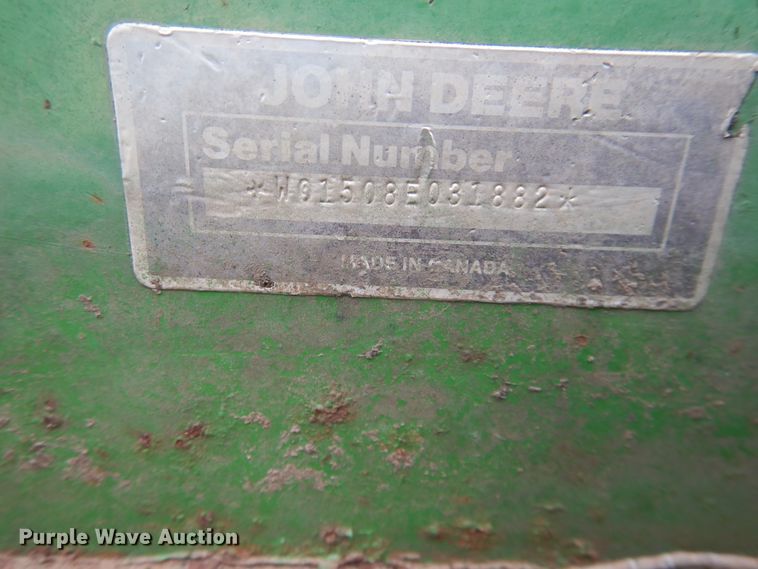 JOHN DEERE
Serial Number
*W01508E031882*
MADE IN CANADA
Purple Wave Auction®